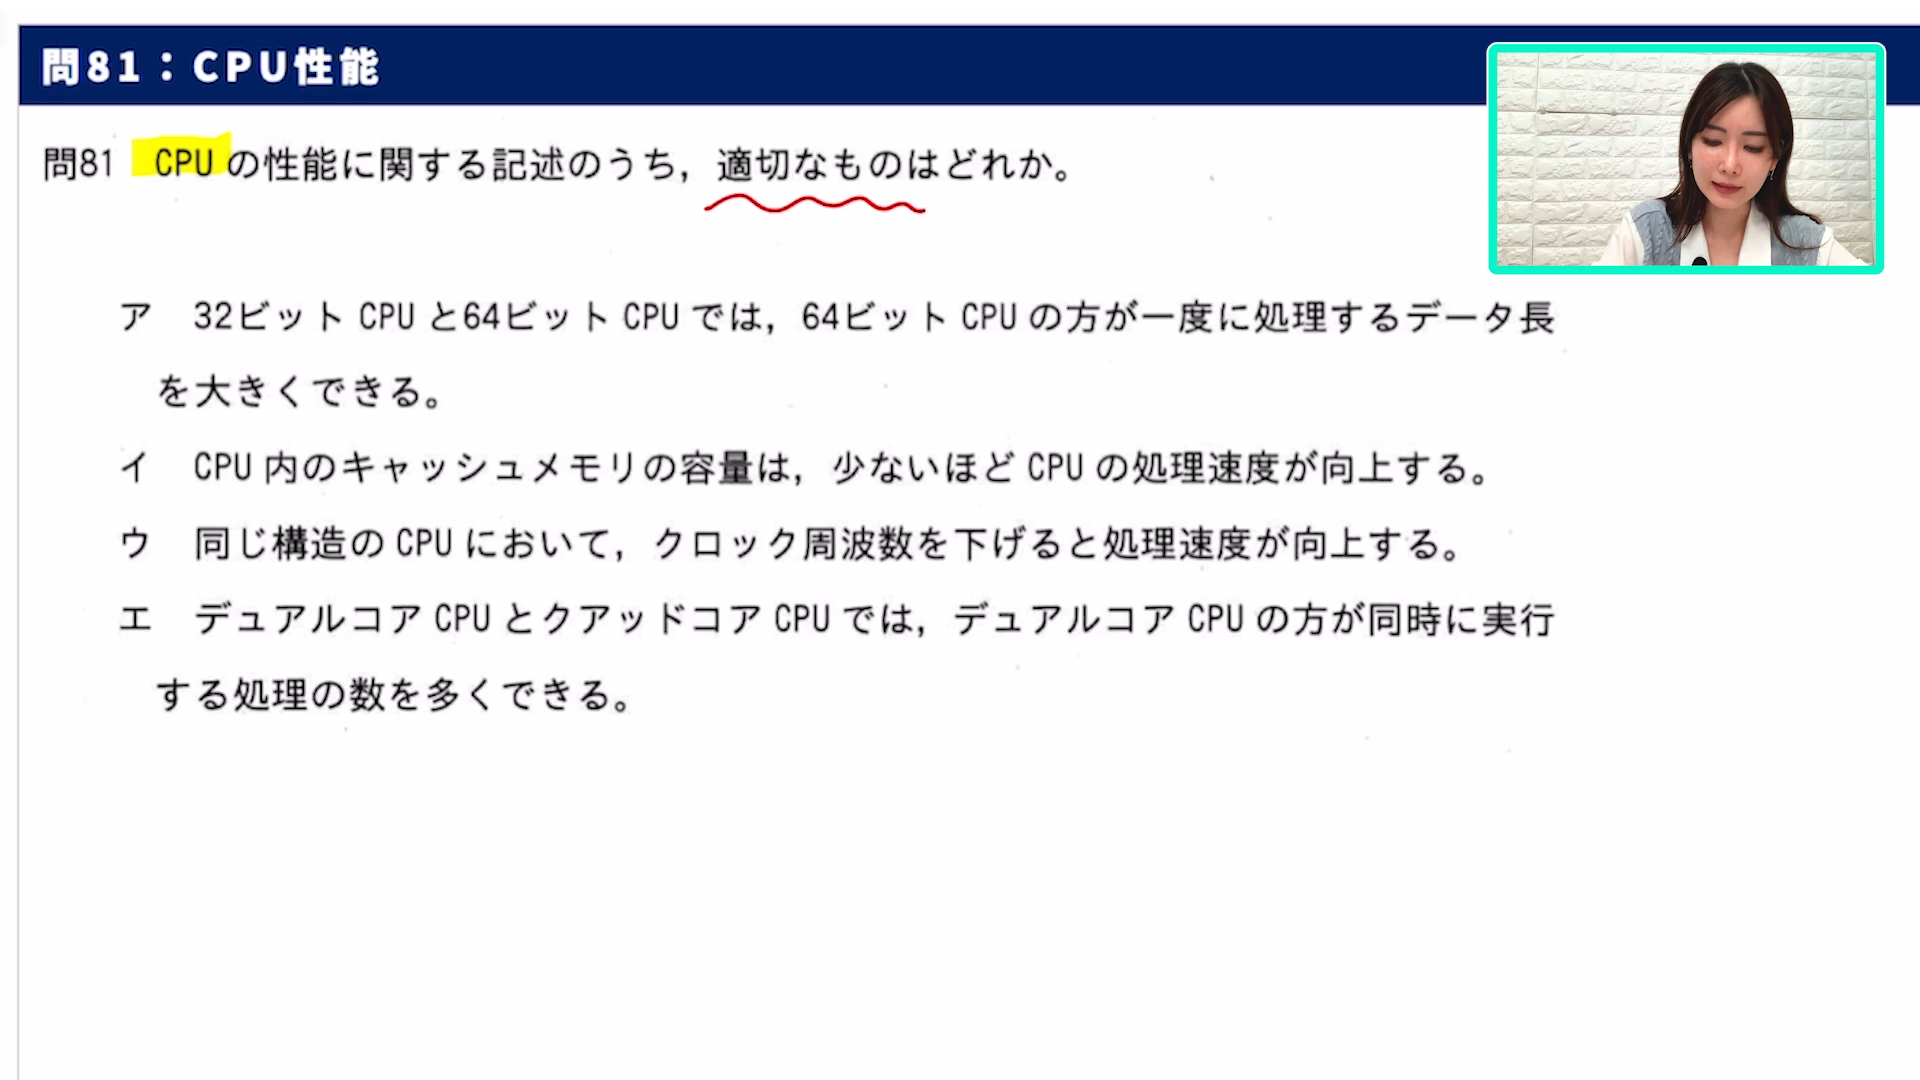 問81：CPU性能
問81　CPUの性能に関する記述のうち，適切なものはどれか。
ア　32ビットCPUと64ビットCPUでは，64ビットCPUの方が一度に処理するデータ長
を大きくできる。
イ　CPU内のキャッシュメモリの容量は，少ないほどCPUの処理速度が向上する。
ウ　同じ構造のCPUにおいて，クロック周波数を下げると処理速度が向上する。
エ　デュアルコアCPUとクアッドコアCPUでは，デュアルコアCPUの方が同時に実行
する処理の数を多くできる。